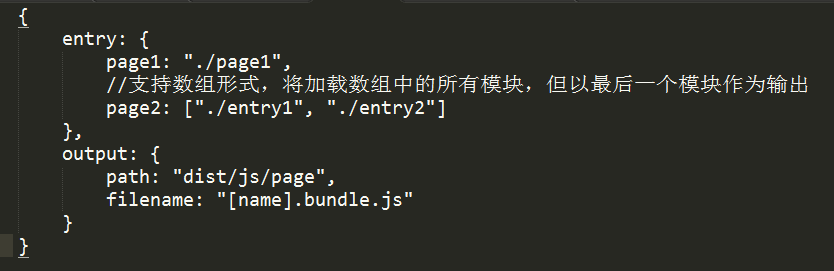 {
    entry: {
        page1: "./page1",
        //支持数组形式，将加载数组中的所有模块，但以最后一个模块作为输出
        page2: ["./entry1", "./entry2"]
    },
    output: {
        path: "dist/js/page",
        filename: "[name].bundle.js"
    }
}